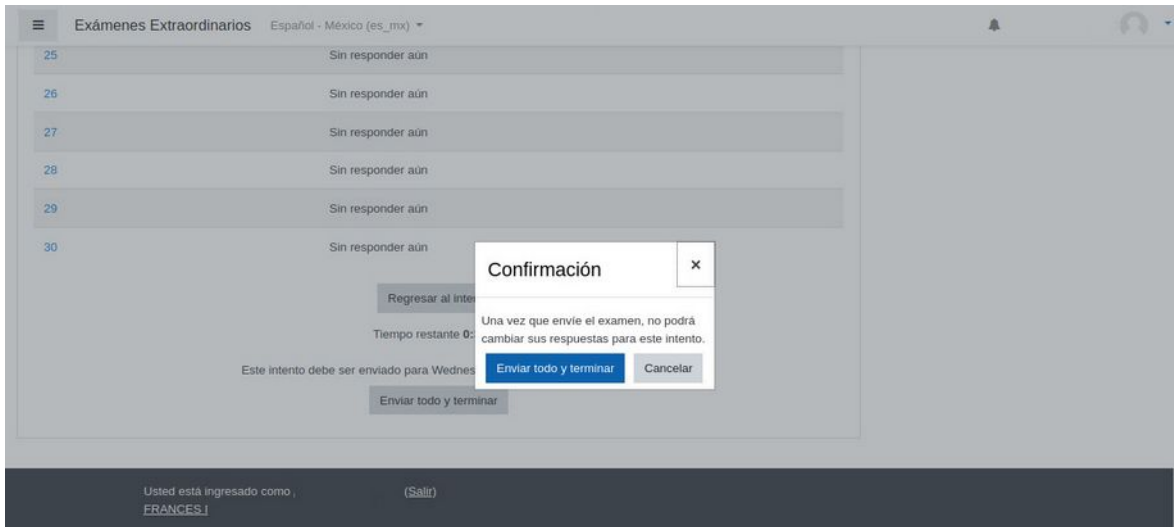 Exámenes Extraordinarios Español - México (es_mx)
25 Sin responder aún
26 Sin responder aún
27 Sin responder aún
28 Sin responder aún
29 Sin responder aún
30 Sin responder aún
Regresar al
Tiempo restante 0:
Este intento debe ser enviado para
Enviar todo y terminar
Confirmación ×
Una vez que envíe el examen, no podrá
cambiar sus respuestas para este intento.
Enviar todo y terminar Cancelar
Usted está ingresado como , (Salir)
FRANCES I